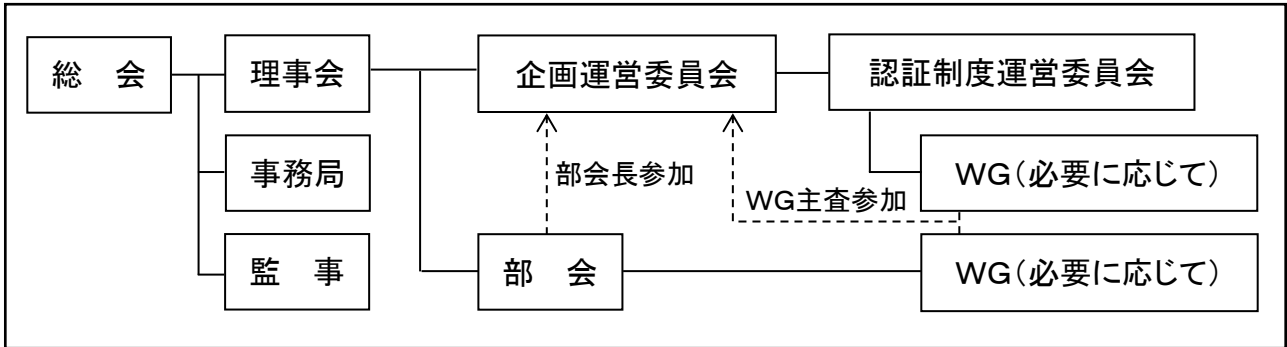 総　会
理事会
企画運営委員会
認証制度運営委員会
事務局
部会長参加
WG（必要に応じて）
WG主査参加
監　事
部　会
WG（必要に応じて）